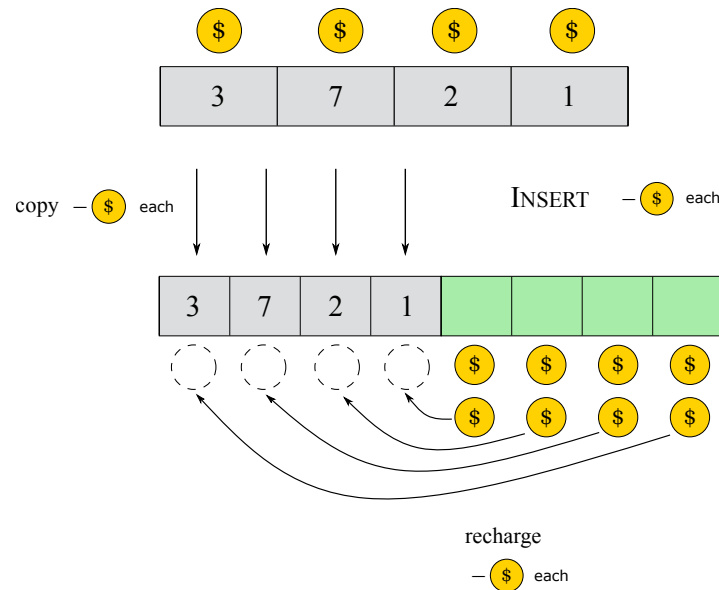 $ $ $ $
3 7 2 1
copy – $ each
INSERT – $ each
3 7 2 1
$ $ $ $
$ $ $ $
recharge
– $ each